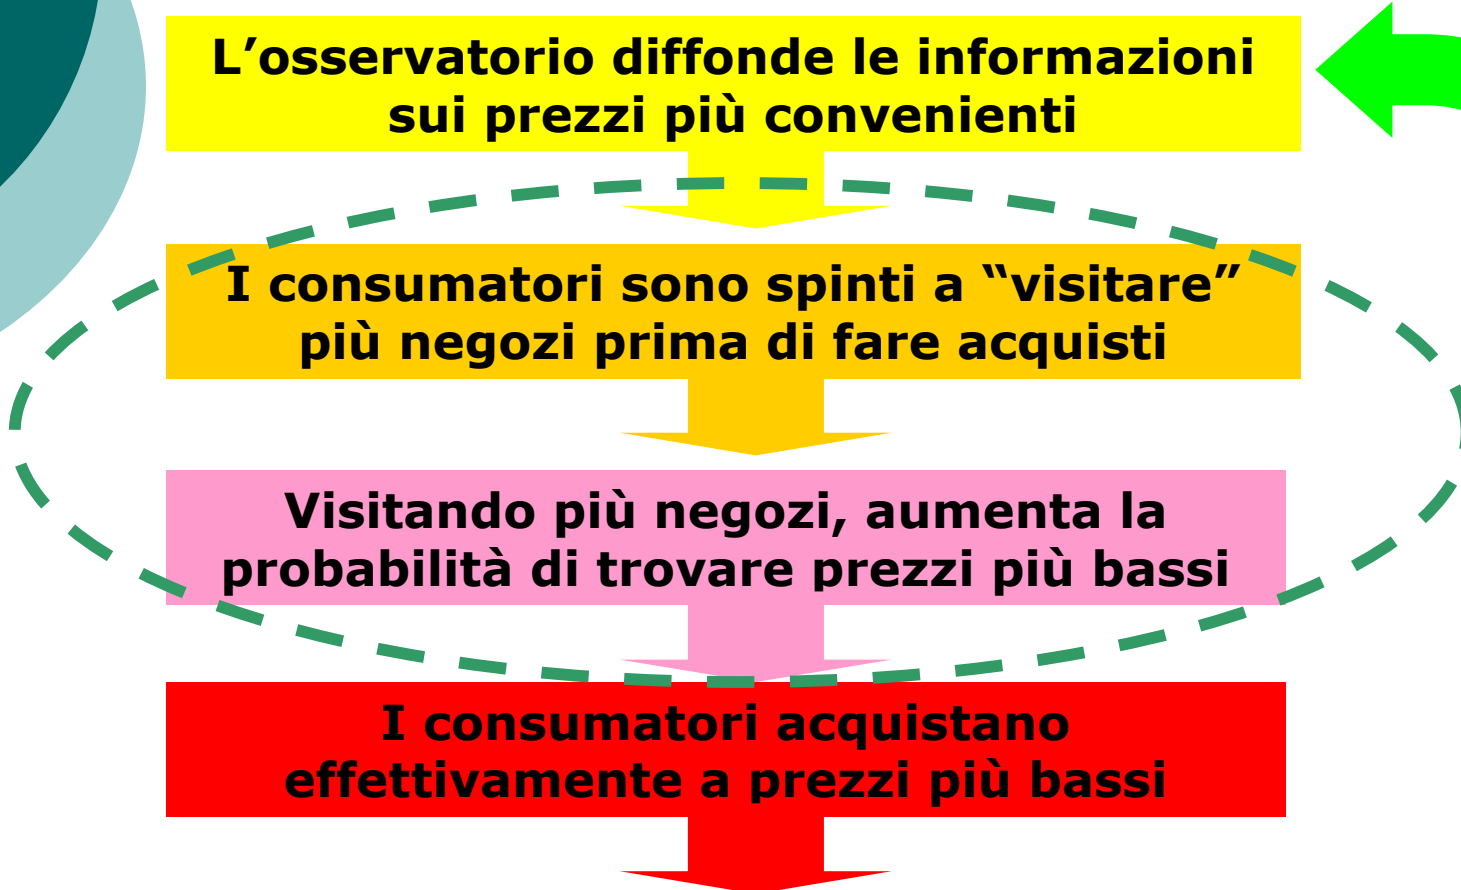 L’osservatorio diffonde le informazioni
sui prezzi più convenienti
I consumatori sono spinti a “visitare”
più negozi prima di fare acquisti
Visitando più negozi, aumenta la
probabilità di trovare prezzi più bassi
I consumatori acquistano
effettivamente a prezzi più bassi